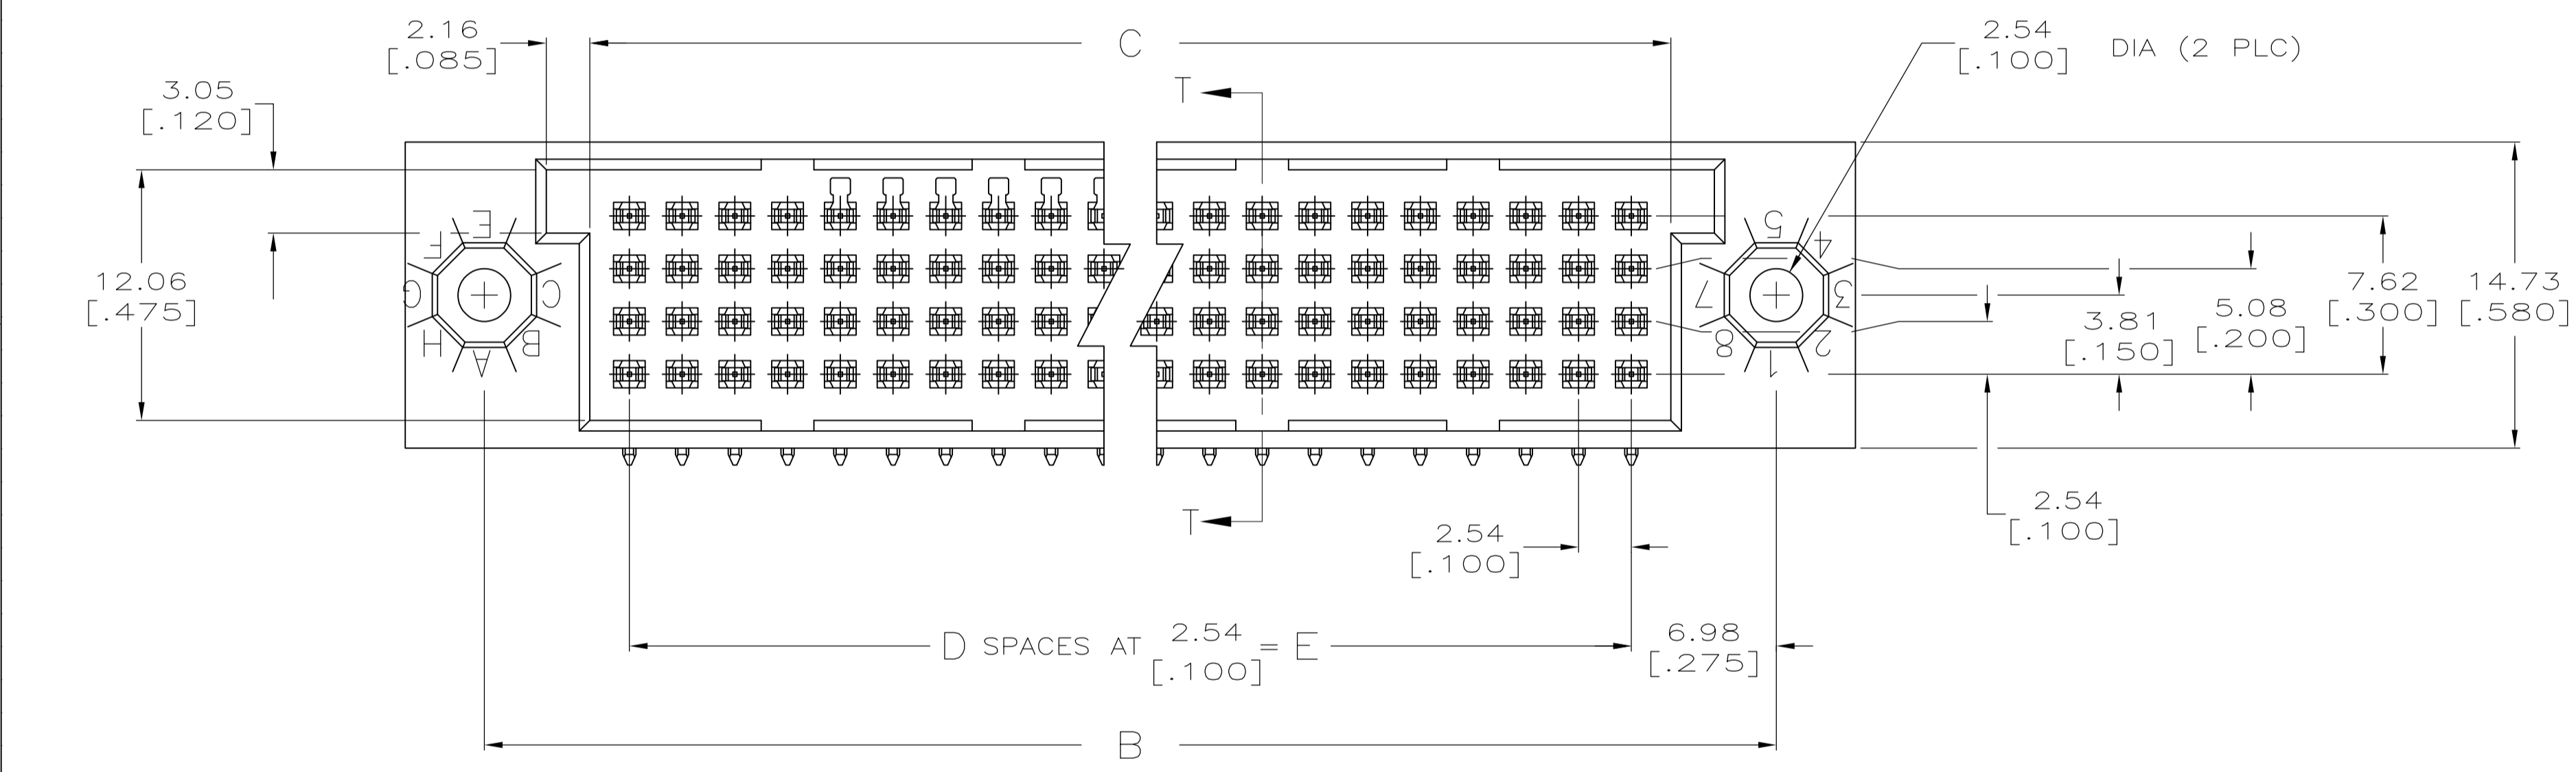 2.16
[.085]
C
2.54
[.100]
DIA (2 PLC)
3.05
[.120]
T
E
F
G
C
H
B
A
5
4
7
3
8
2
1
12.06
[.475]
7.62
[.300]
14.73
[.580]
5.08
[.200]
3.81
[.150]
T
2.54
[.100]
2.54
[.100]
D SPACES AT 2.54 = E
[.100]
6.98
[.275]
B